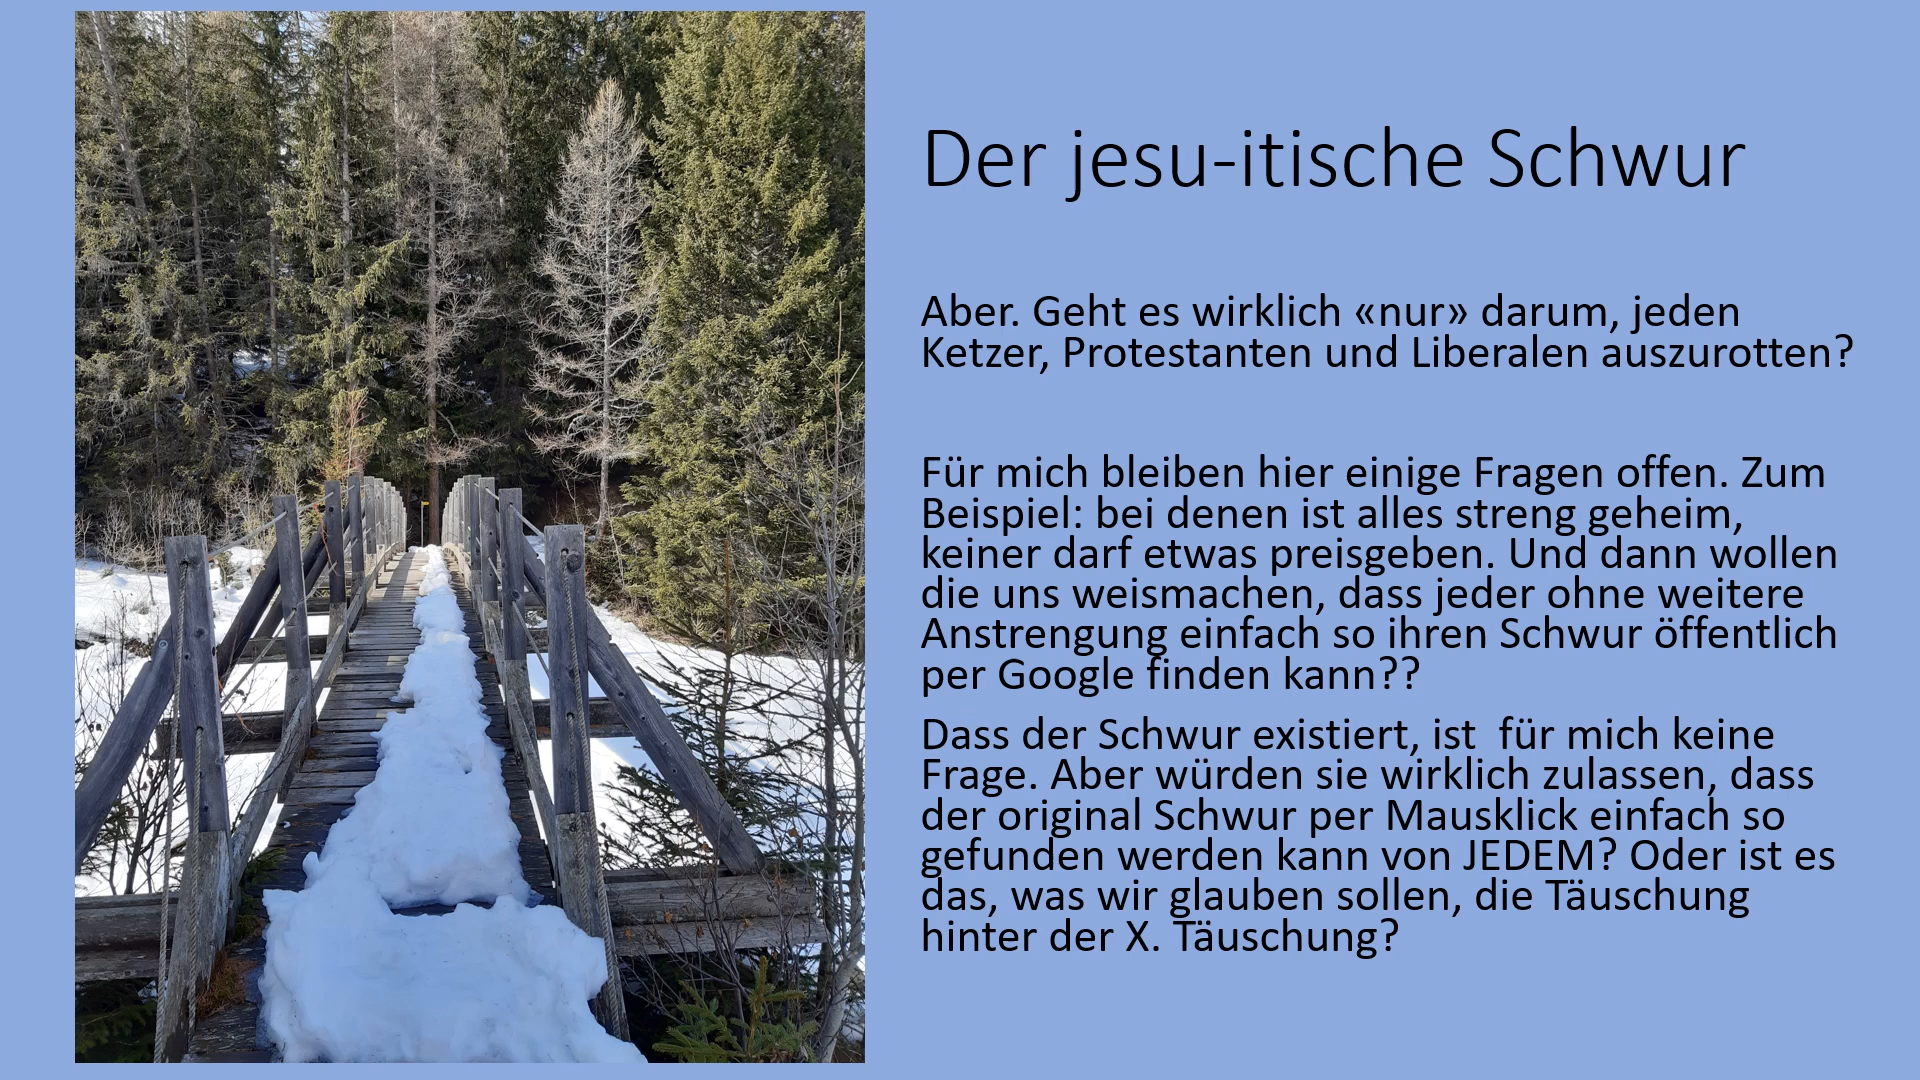 Der jesu-itische Schwur
Aber. Geht es wirklich «nur» darum, jeden
Ketzer, Protestanten und Liberalen auszurotten?
Für mich bleiben hier einige Fragen offen. Zum
Beispiel: bei denen ist alles streng geheim,
keiner darf etwas preisgeben. Und dann wollen
die uns weismachen, dass jeder ohne weitere
Anstrengung einfach so ihren Schwur öffentlich
per Google finden kann??
Dass der Schwur existiert, ist  für mich keine
Frage. Aber würden sie wirklich zulassen, dass
der original Schwur per Mausklick einfach so
gefunden werden kann von JEDEM? Oder ist es
das, was wir glauben sollen, die Täuschung
hinter der X. Täuschung?